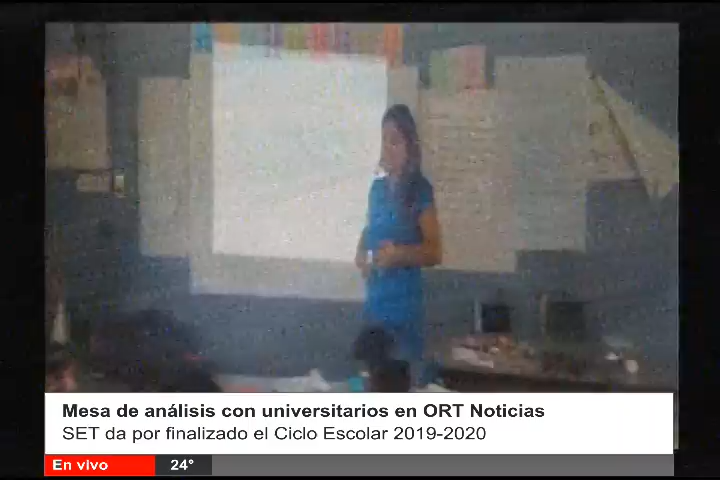 Mesa de análisis con universitarios en ORT Noticias
SET da por finalizado el Ciclo Escolar 2019-2020
En vivo 24°